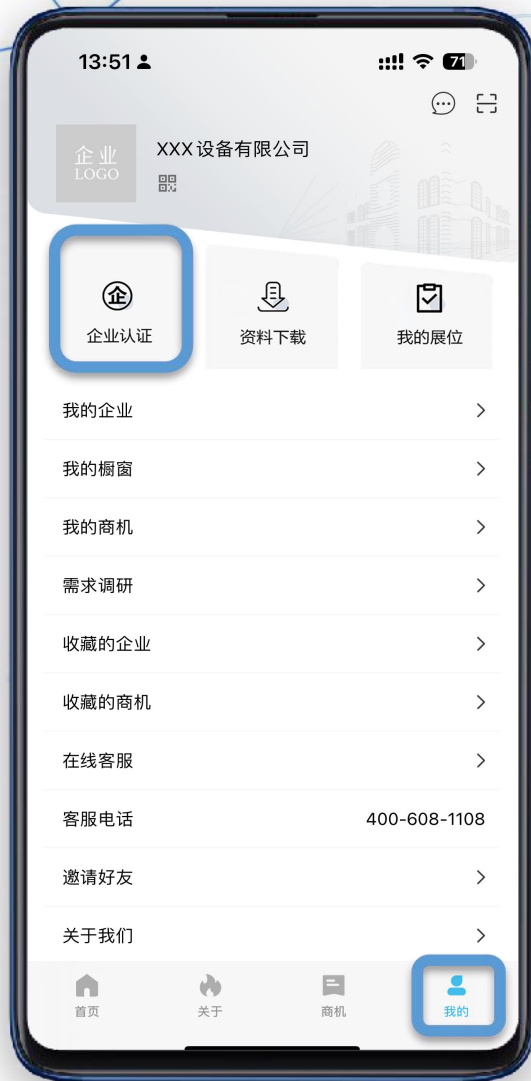 13:51
71
企业
LOGO
XXX设备有限公司
企
企业认证
资料下载
我的展位
我的企业
我的橱窗
我的商机
需求调研
收藏的企业
收藏的商机
在线客服
客服电话 400-608-1108
邀请好友
关于我们
首页
关于
商机
我的